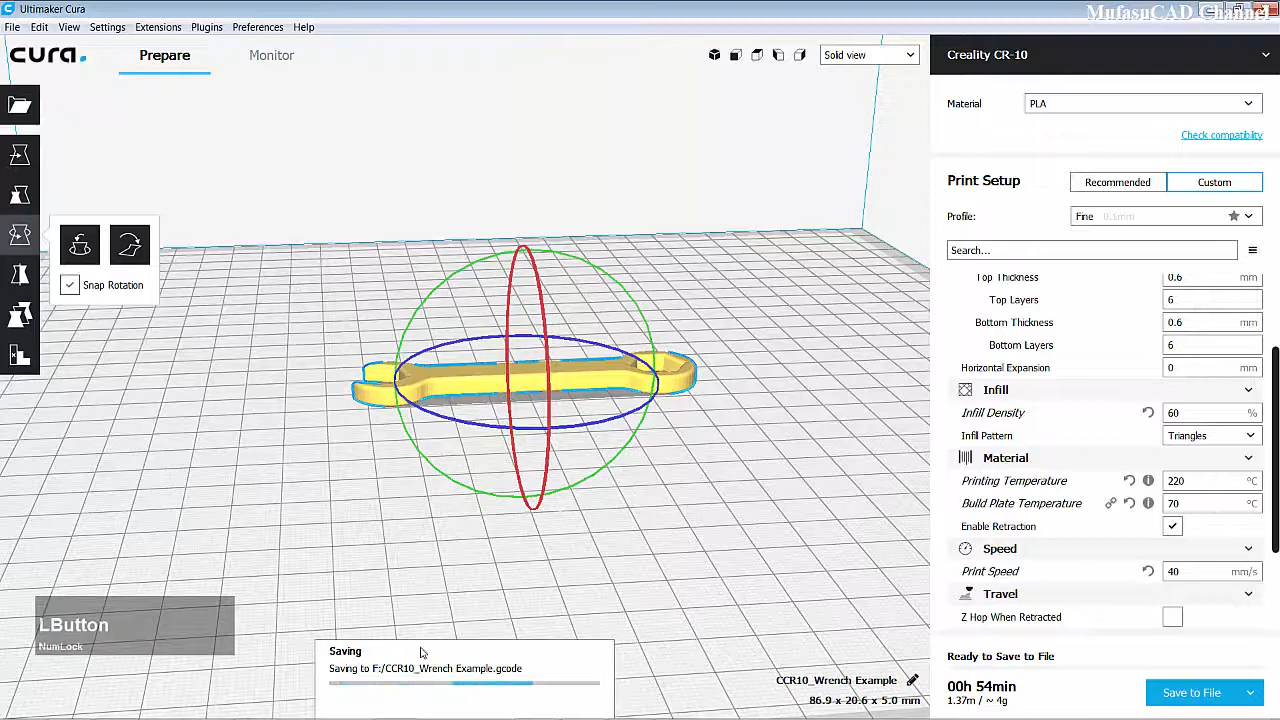 Ultimaker Cura
MufasuCAD Channel
File Edit View Settings Extensions Plugins Preferences Help
cura.
Prepare
Monitor
Solid view
Creality CR-10
Material
PLA
Check compatibility
Print Setup
Recommended
Custom
Profile:
Fine 0.1mm
Search...
Snap Rotation
Top Thickness 0.6 mm
Top Layers 6
Bottom Thickness 0.6 mm
Bottom Layers 6
Horizontal Expansion 0 mm
Infill
Infill Density 60 %
Infill Pattern Triangles
Material
Printing Temperature 220 °C
Build Plate Temperature 70 °C
Enable Retraction
Speed
Print Speed 40 mm/s
Travel
Z Hop When Retracted
LButton
NumLock
Saving
Saving to F:/CCR10_Wrench Example.gcode
CCR10_Wrench Example
86.9 x 20.6 x 5.0 mm
Ready to Save to File
00h 54min
1.37m / ~ 4g
Save to File